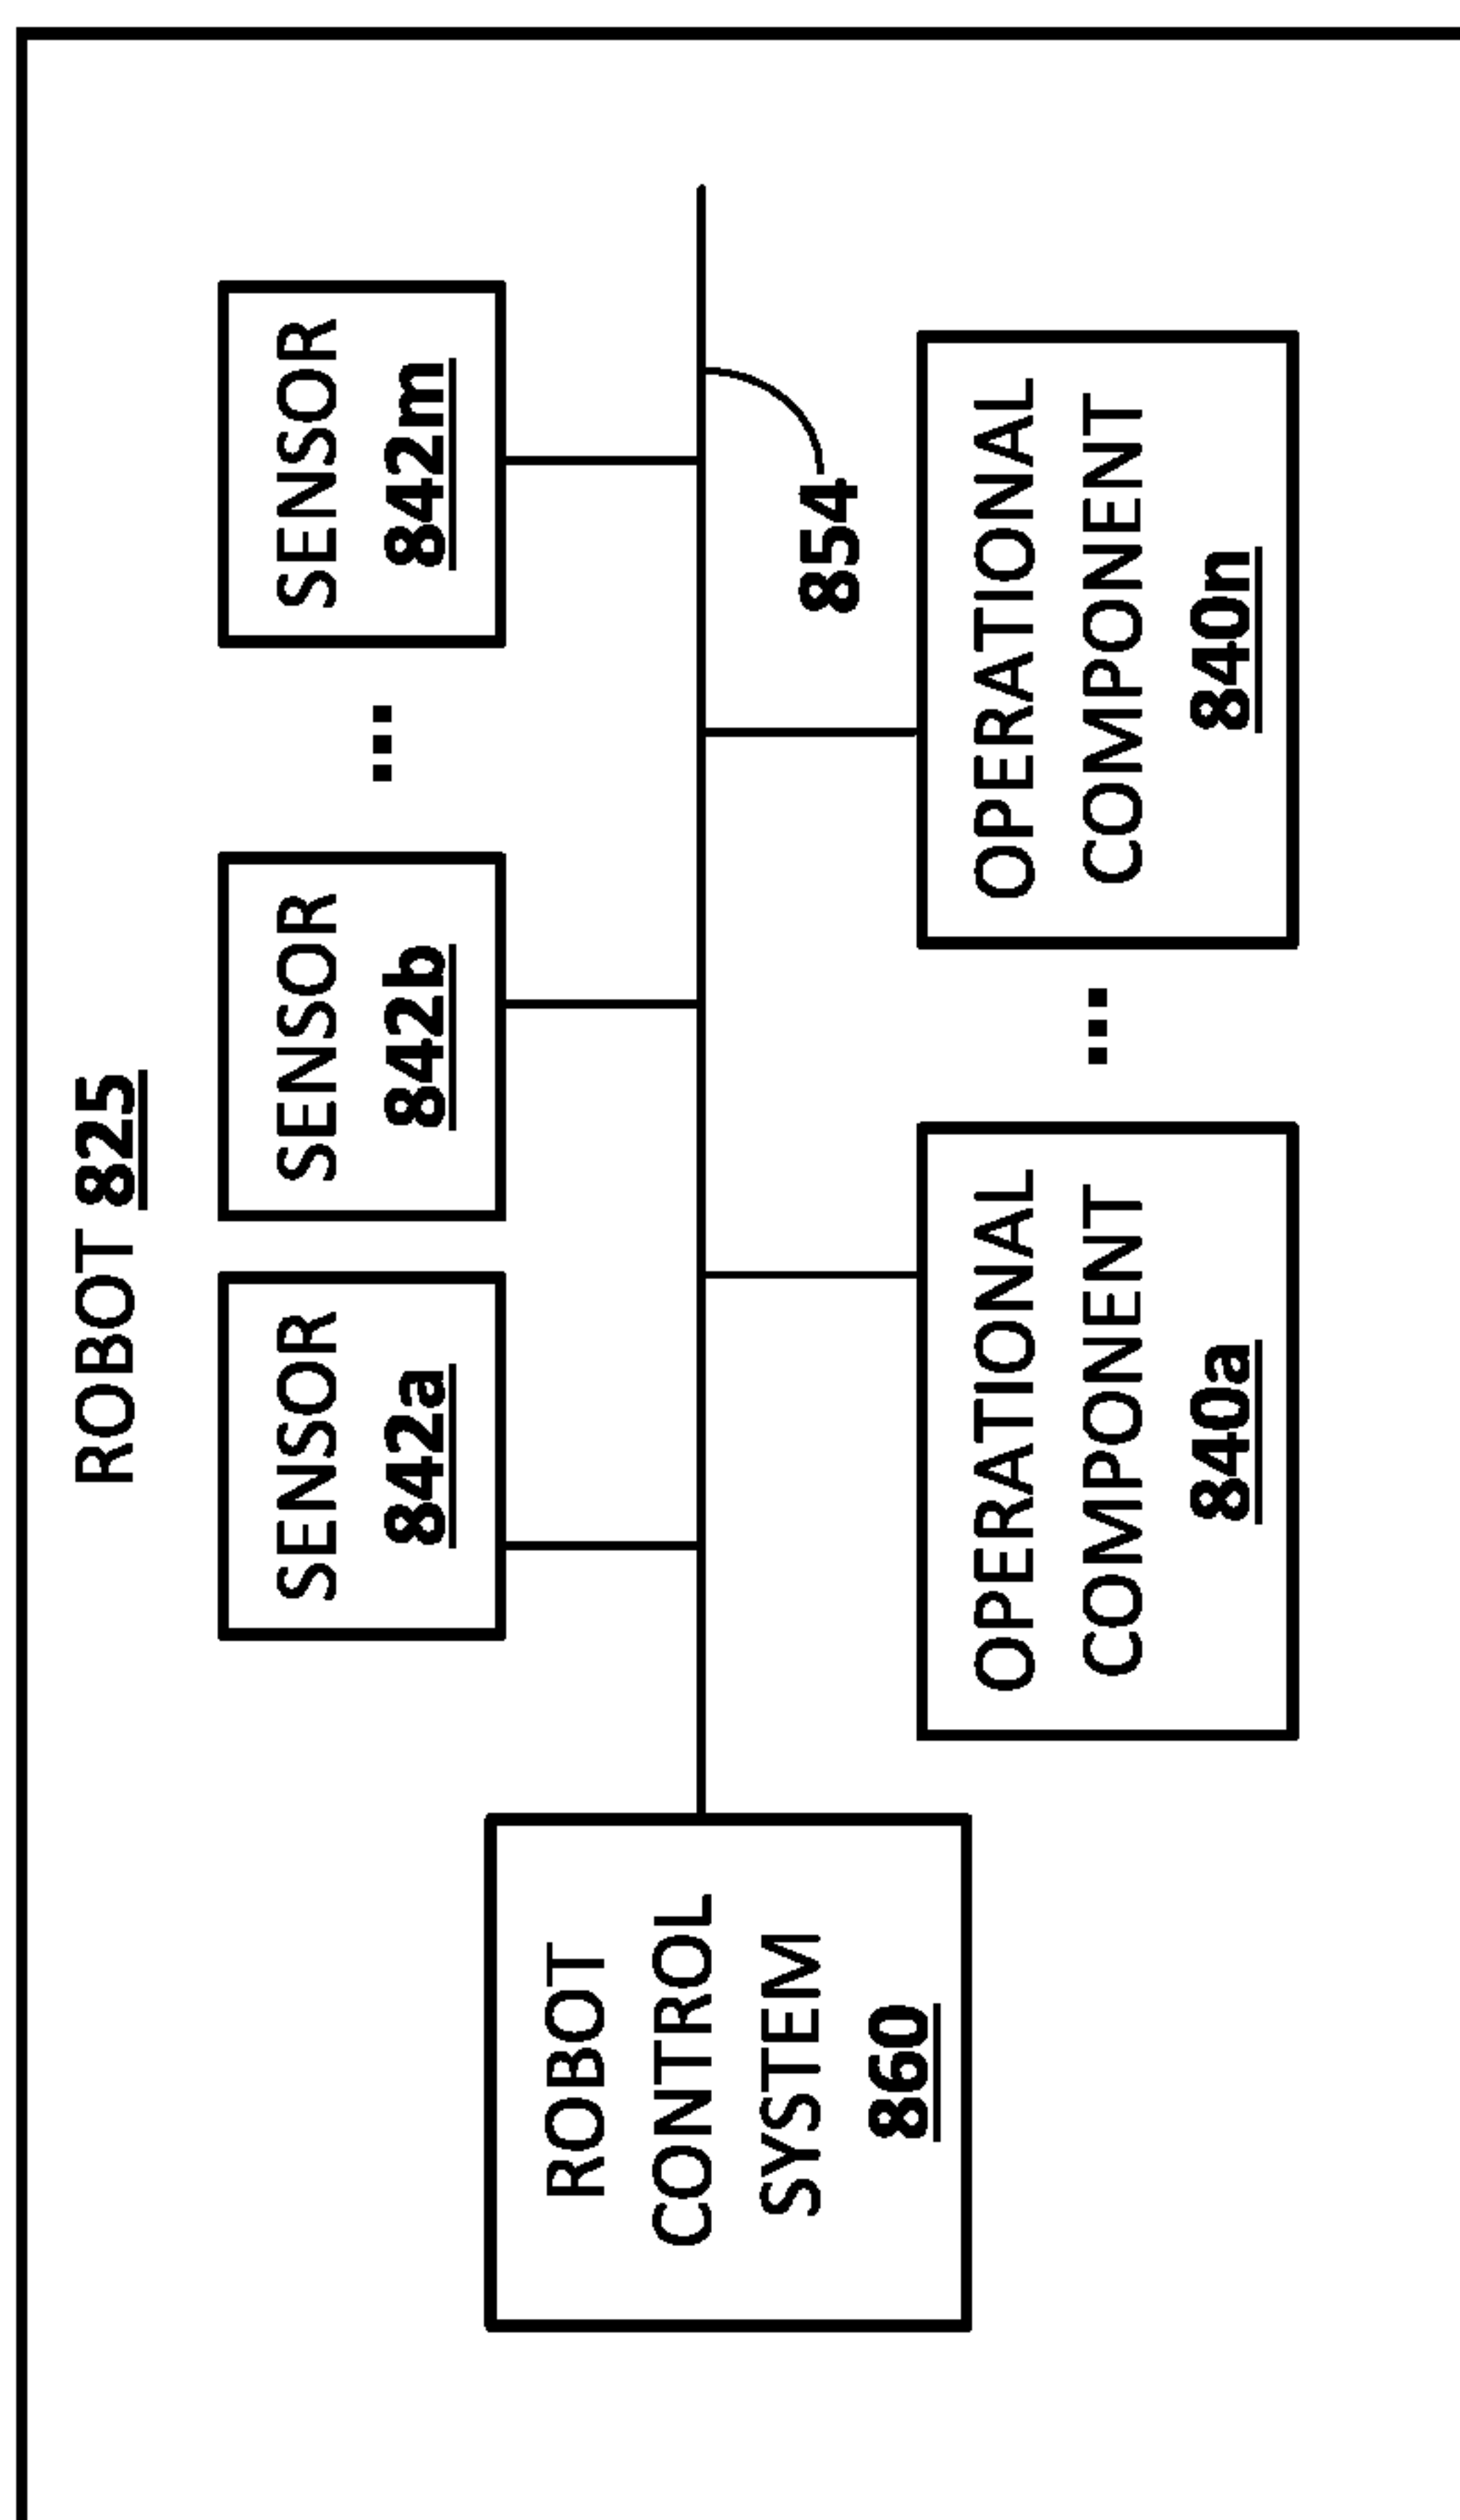 ROBOT 825
SENSOR
842a
SENSOR
842b
...
SENSOR
842m
ROBOT
CONTROL
SYSTEM
860
854
OPERATIONAL
COMPONENT
840a
...
OPERATIONAL
COMPONENT
840n